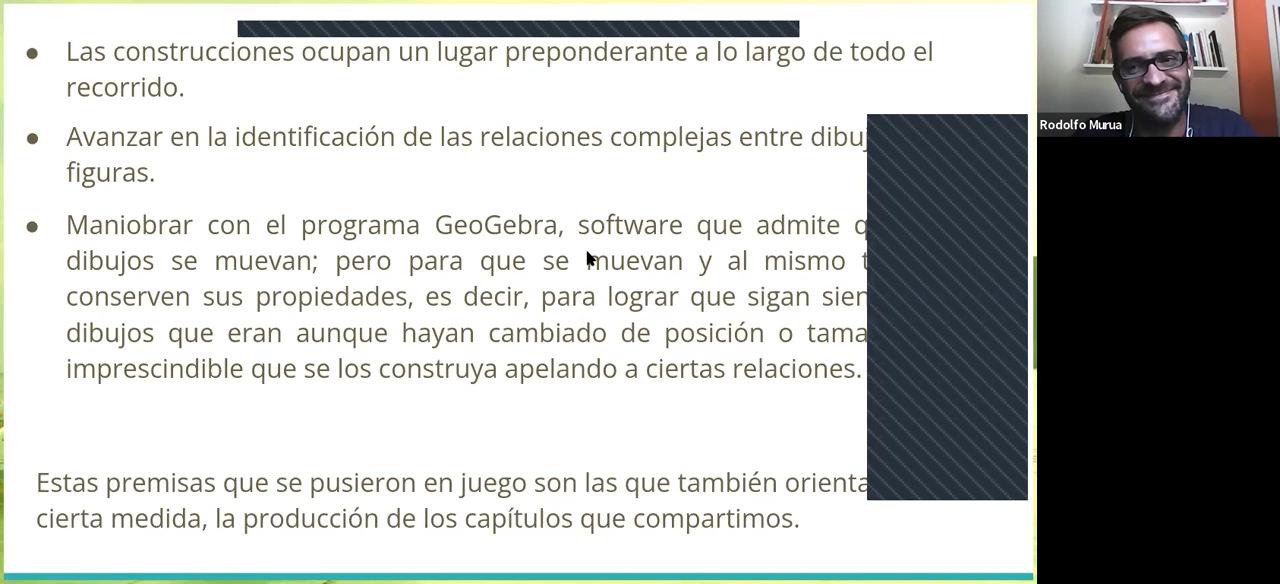 Las construcciones ocupan un lugar preponderante a lo largo de todo el
recorrido.
Avanzar en la identificación de las relaciones complejas entre
figuras.
Maniobrar con el programa GeoGebra, software que admite
dibujos se muevan; pero para que se muevan y al mismo
conserven sus propiedades, es decir, para lograr que sigan
dibujos que eran aunque hayan cambiado de posición o
imprescindible que se los construya apelando a ciertas relaciones.
Estas premisas que se pusieron en juego son las que también
cierta medida, la producción de los capítulos que compartimos.
Rodolfo Murua